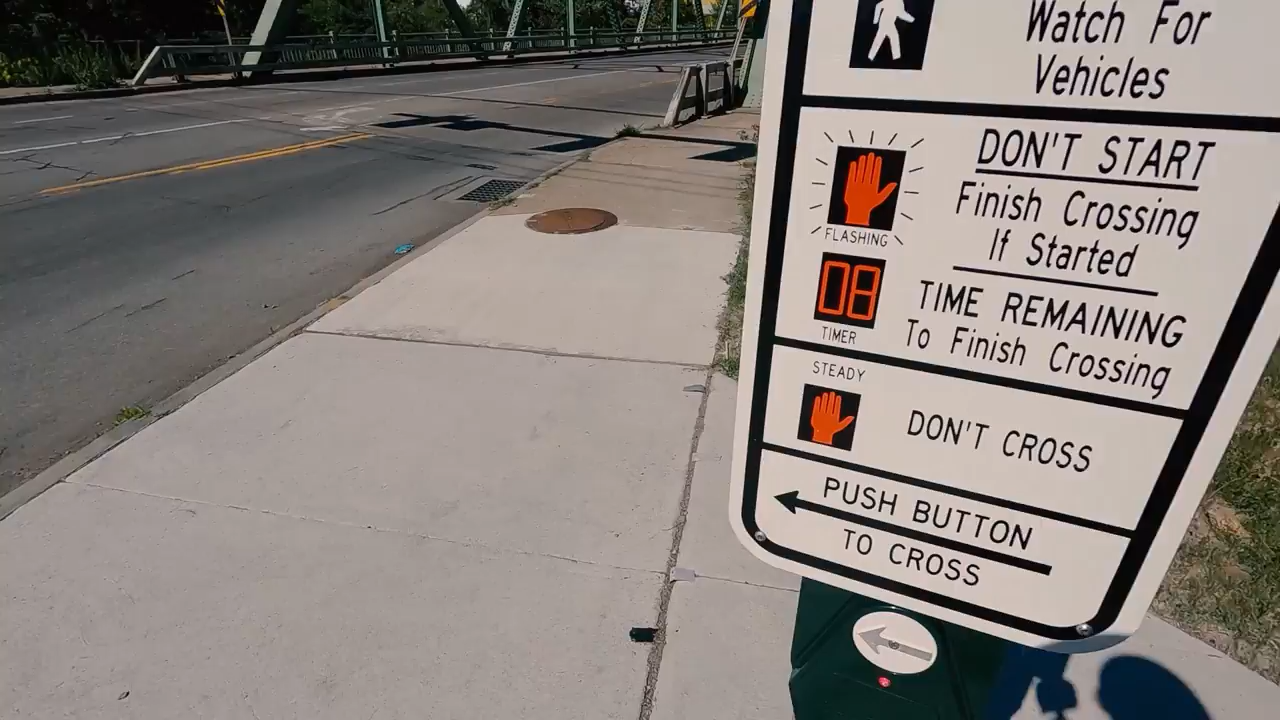 Watch For
Vehicles
DON'T START
Finish Crossing
If Started
FLASHING
08
TIMER
TIME REMAINING
To Finish Crossing
STEADY
DON'T CROSS
PUSH BUTTON
TO CROSS